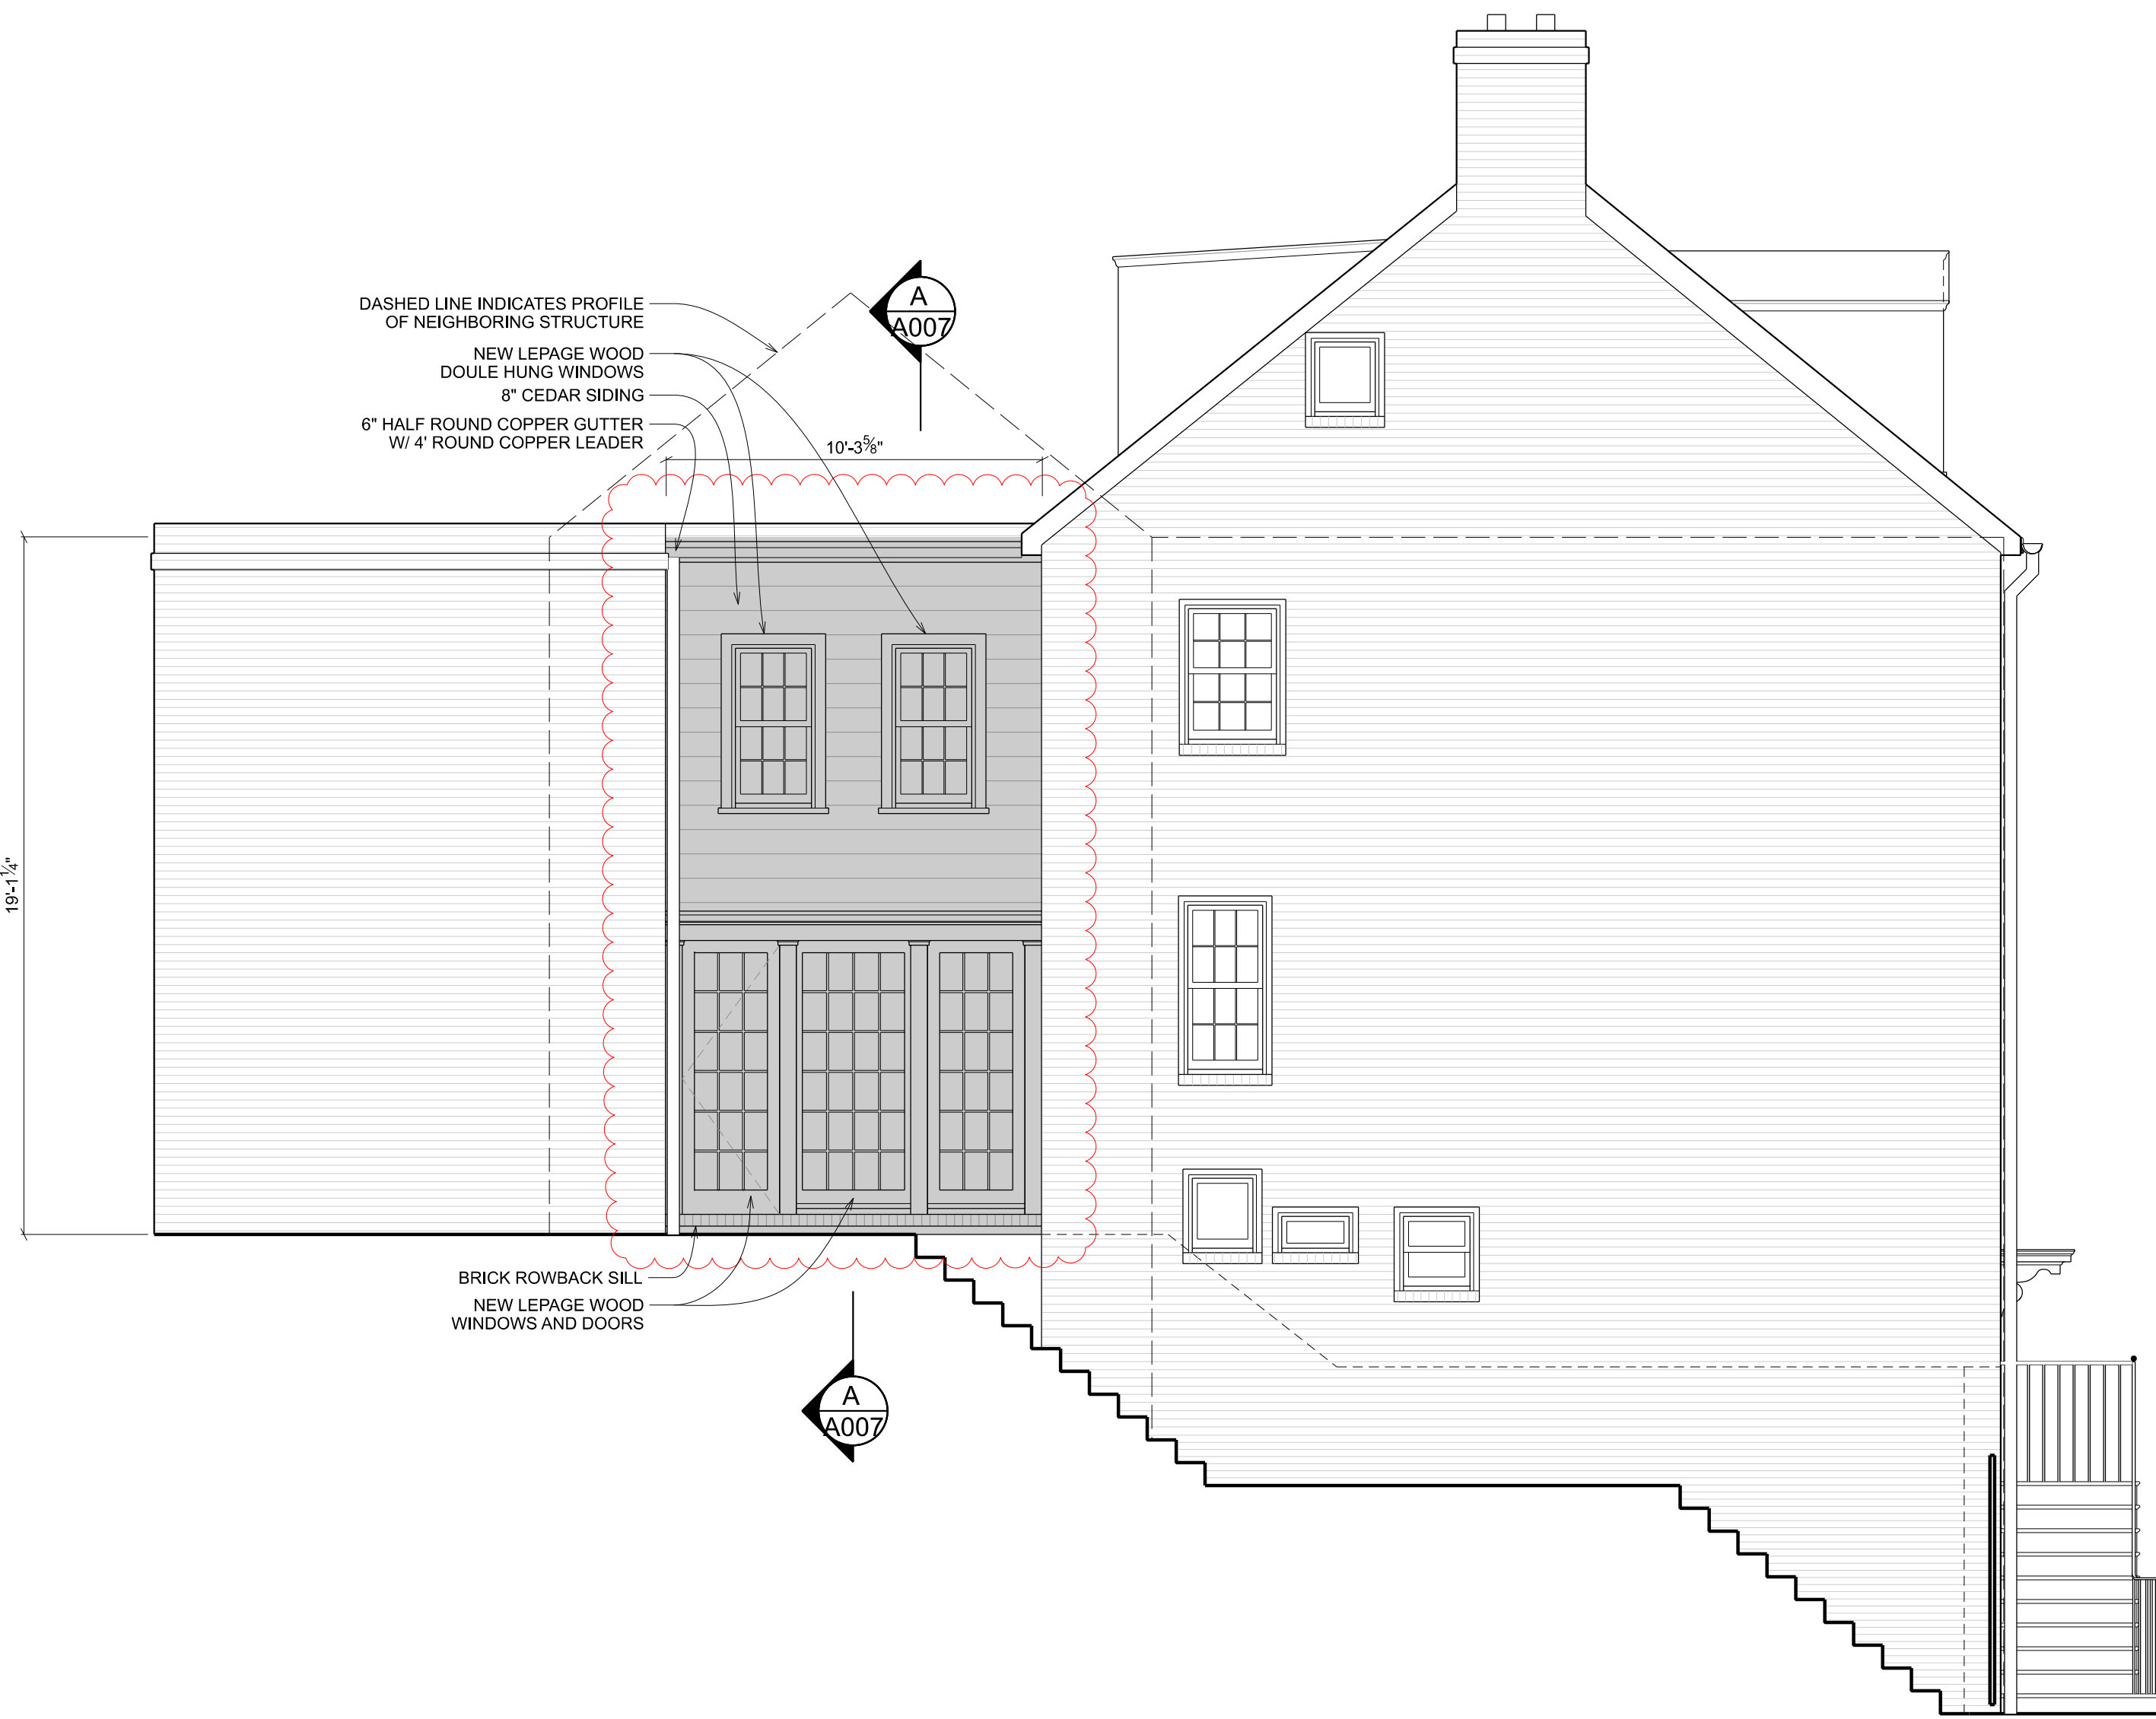 A
A007
DASHED LINE INDICATES PROFILE
OF NEIGHBORING STRUCTURE
NEW LEPAGE WOOD
DOULE HUNG WINDOWS
8" CEDAR SIDING
6" HALF ROUND COPPER GUTTER
W/ 4' ROUND COPPER LEADER
10'-3⅝"
19'-1¼"
BRICK ROWBACK SILL
NEW LEPAGE WOOD
WINDOWS AND DOORS
A
A007